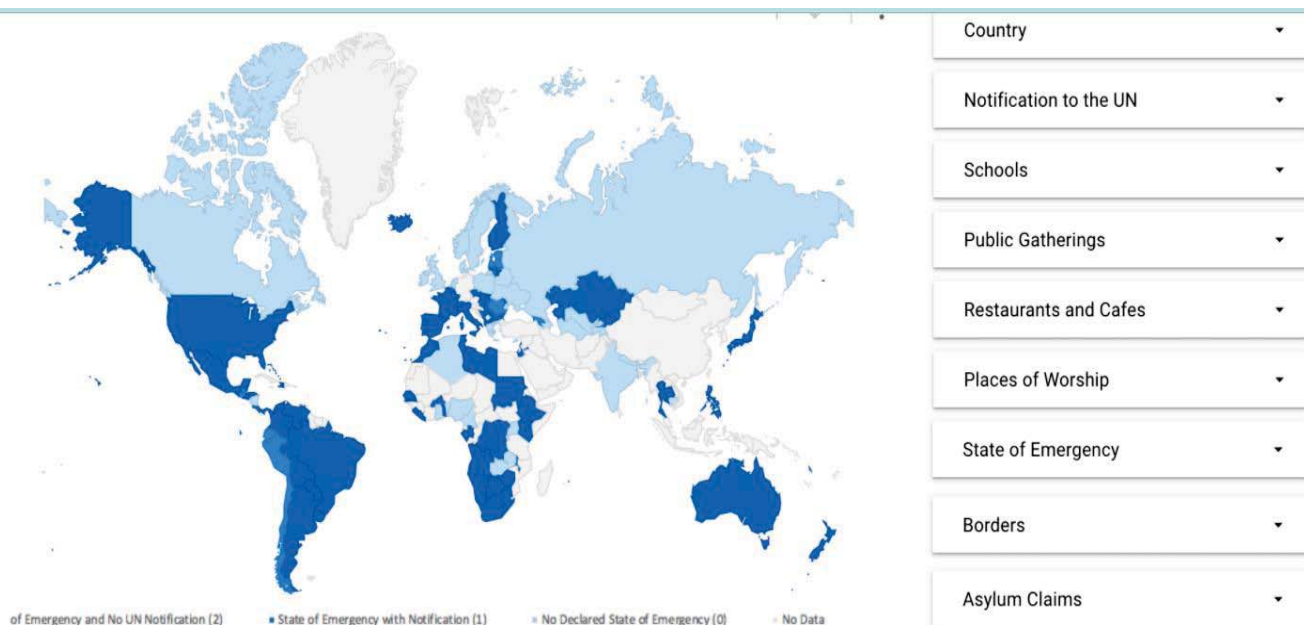 Country
Notification to the UN
Schools
Public Gatherings
Restaurants and Cafes
Places of Worship
State of Emergency
Borders
Asylum Claims
of Emergency and No UN Notification (2) State of Emergency with Notification (1) No Declared State of Emergency (0) No Data